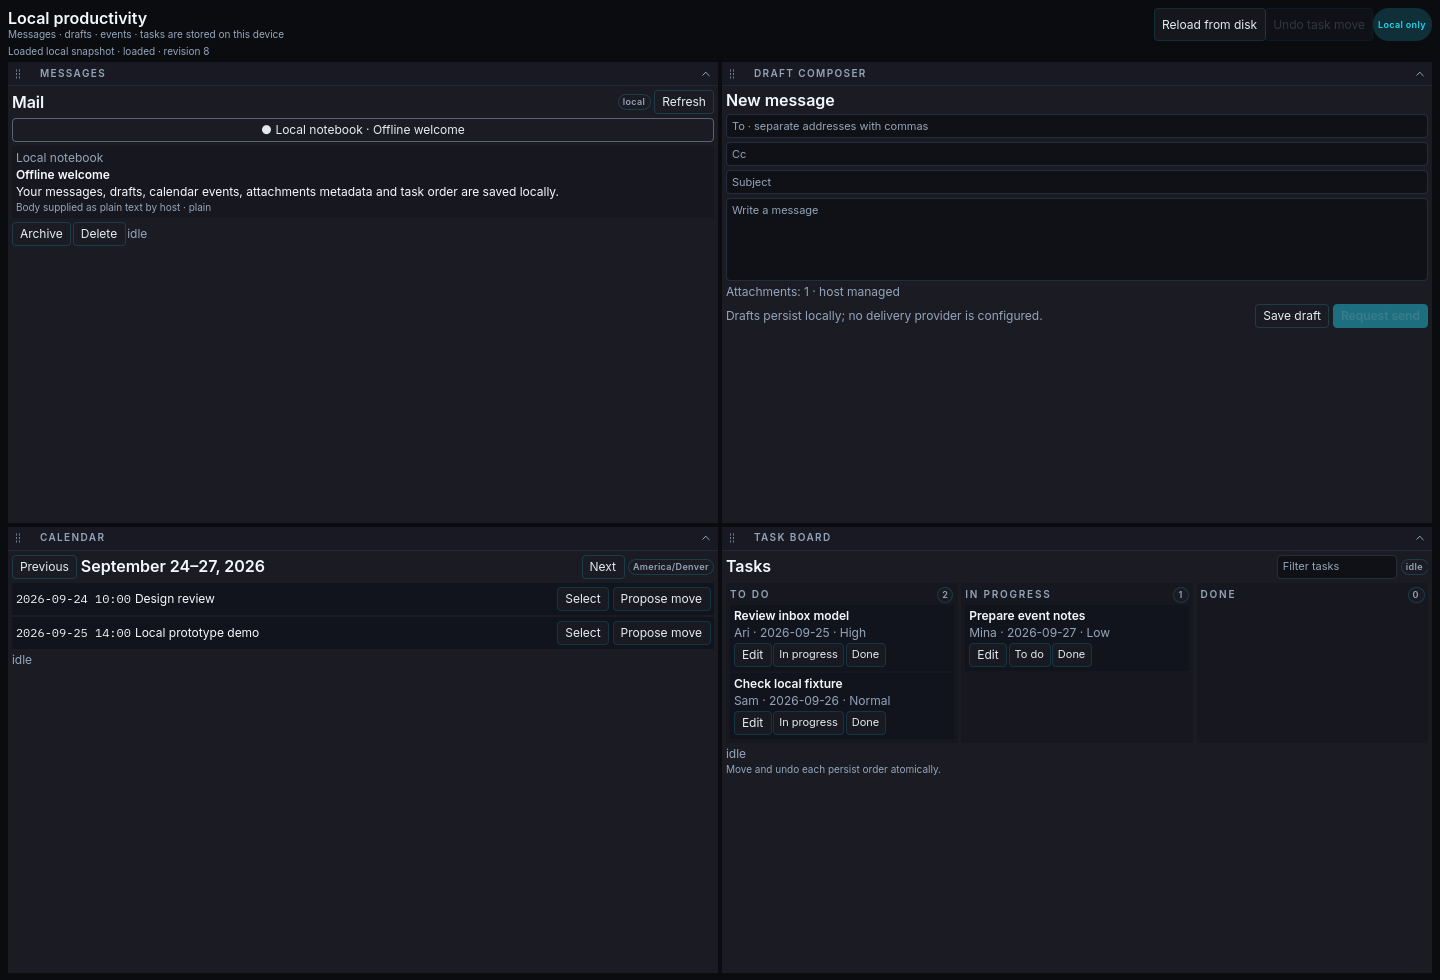 Local productivity
Messages · drafts · events · tasks are stored on this device
Loaded local snapshot · loaded · revision 8
Reload from disk
Undo task move
Local only
MESSAGES
Mail
local
Refresh
Local notebook · Offline welcome
Local notebook
Offline welcome
Your messages, drafts, calendar events, attachments metadata and task order are saved locally.
Body supplied as plain text by host · plain
Archive
Delete
idle
DRAFT COMPOSER
New message
To · separate addresses with commas
Cc
Subject
Write a message
Attachments: 1 · host managed
Drafts persist locally; no delivery provider is configured.
Save draft
Request send
CALENDAR
Previous
September 24–27, 2026
Next
America/Denver
2026-09-24 10:00 Design review
Select
Propose move
2026-09-25 14:00 Local prototype demo
Select
Propose move
idle
TASK BOARD
Tasks
Filter tasks
idle
TO DO
2
Review inbox model
Ari · 2026-09-25 · High
Edit
In progress
Done
Check local fixture
Sam · 2026-09-26 · Normal
Edit
In progress
Done
IN PROGRESS
1
Prepare event notes
Mina · 2026-09-27 · Low
Edit
To do
Done
DONE
0
idle
Move and undo each persist order atomically.